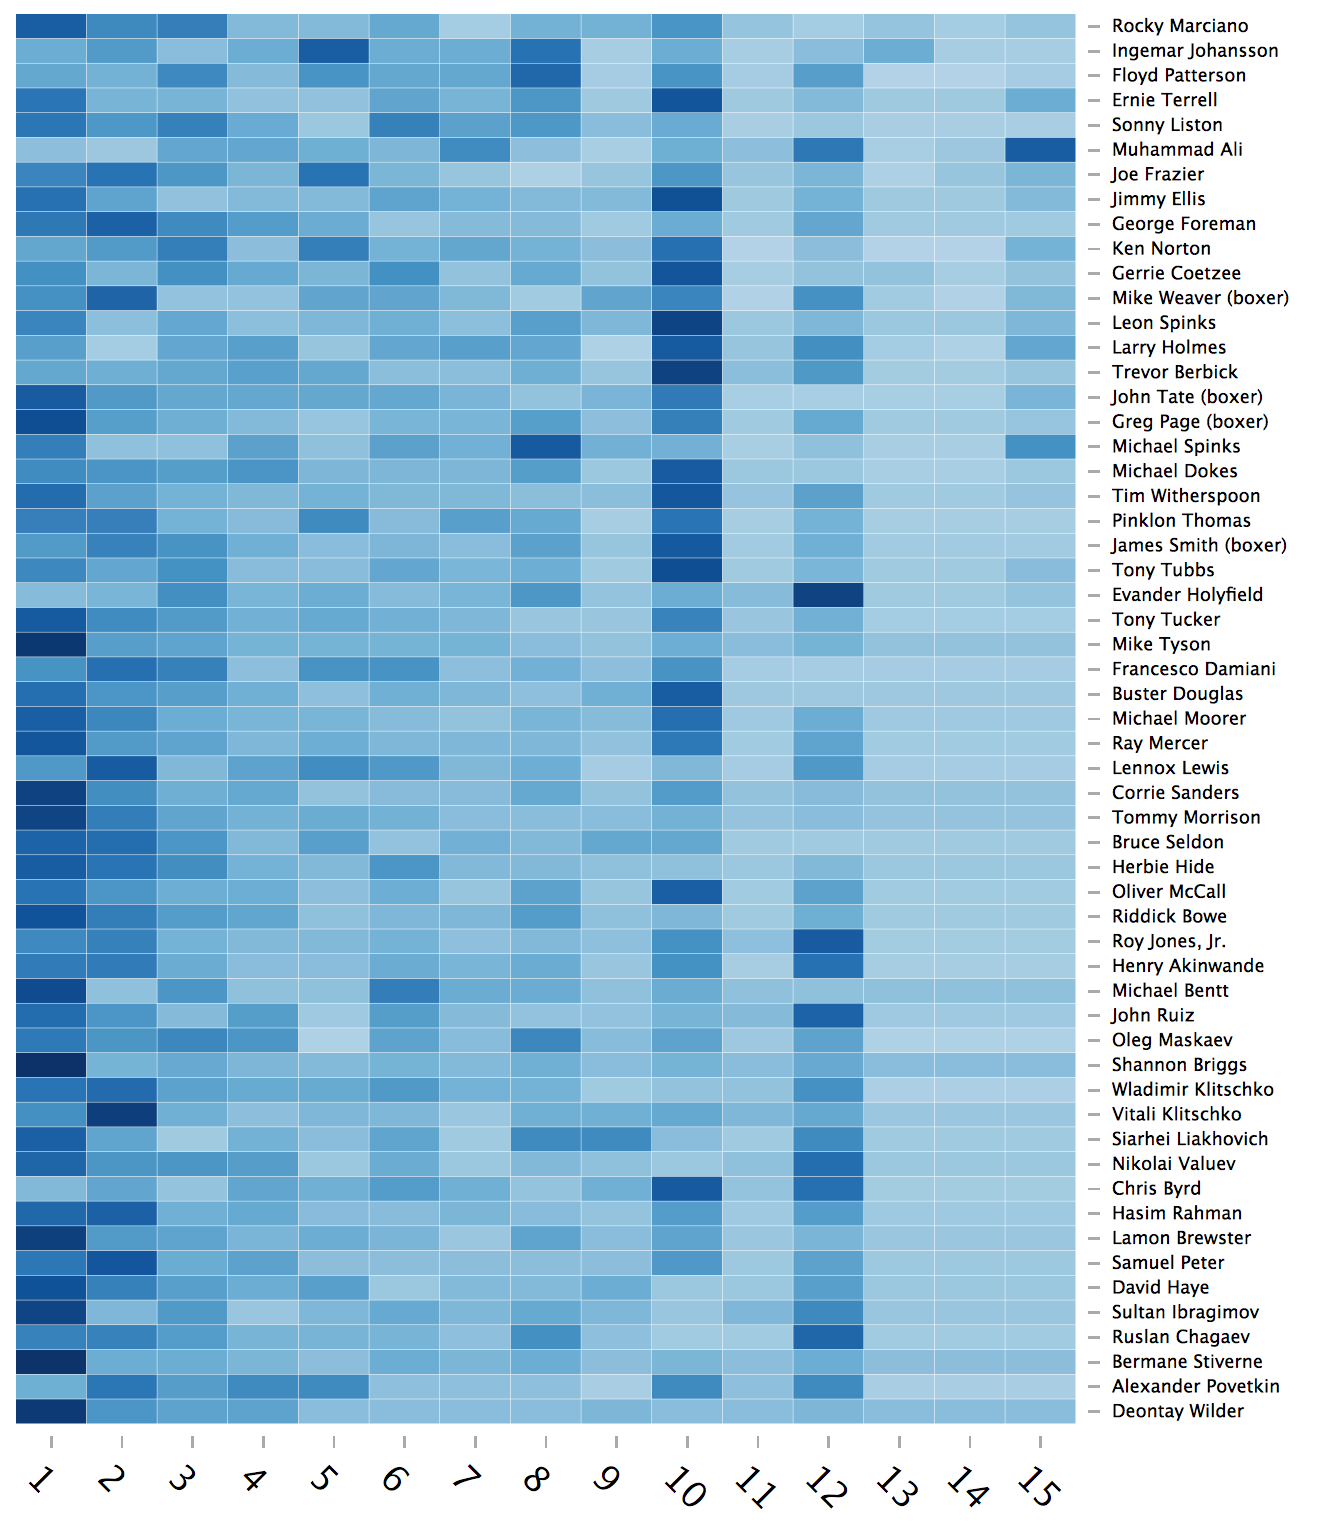 Rocky Marciano
Ingemar Johansson
Floyd Patterson
Ernie Terrell
Sonny Liston
Muhammad Ali
Joe Frazier
Jimmy Ellis
George Foreman
Ken Norton
Gerrie Coetzee
Mike Weaver (boxer)
Leon Spinks
Larry Holmes
Trevor Berbick
John Tate (boxer)
Greg Page (boxer)
Michael Spinks
Michael Dokes
Tim Witherspoon
Pinklon Thomas
James Smith (boxer)
Tony Tubbs
Evander Holyfield
Tony Tucker
Mike Tyson
Francesco Damiani
Buster Douglas
Michael Moorer
Ray Mercer
Lennox Lewis
Corrie Sanders
Tommy Morrison
Bruce Seldon
Herbie Hide
Oliver McCall
Riddick Bowe
Roy Jones, Jr.
Henry Akinwande
Michael Bentt
John Ruiz
Oleg Maskaev
Shannon Briggs
Wladimir Klitschko
Vitali Klitschko
Siarhei Liakhovich
Nikolai Valuev
Chris Byrd
Hasim Rahman
Lamon Brewster
Samuel Peter
David Haye
Sultan Ibragimov
Ruslan Chagaev
Bermane Stiverne
Alexander Povetkin
Deontay Wilder
1 2 3 4 5 6 7 8 9 10 11 12 13 14 15